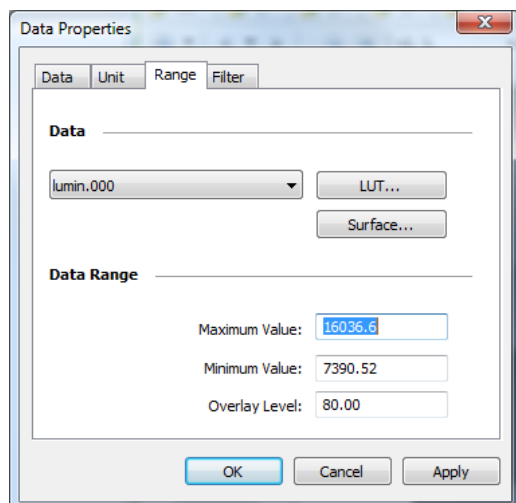 Data Properties
Data Unit Range Filter
Data
lumin.000 LUT...
Surface...
Data Range
Maximum Value: 16036.6
Minimum Value: 7390.52
Overlay Level: 80.00
OK Cancel Apply